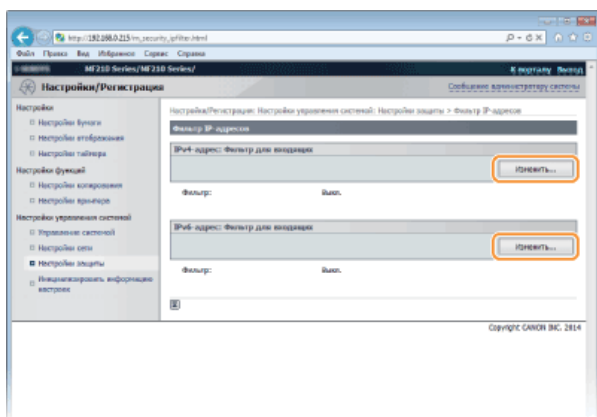 http://192.168.0.215/m_security_ipfilter.html
Файл Правка Вид Избранное Сервис Справка
MF210 Series/MF210 Series/
К порталу Выход
Настройки/Регистрация
Сообщение администратору системы
Настройки
Настройки бумаги
Настройки отображения
Настройки таймера
Настройки функций
Настройки копирования
Настройки принтера
Настройки управления системой
Управление системой
Настройки сети
Настройки защиты
Инициализировать информацию
настроек
Настройки/Регистрация: Настройки управления системой: Настройки защиты > Фильтр IP-адресов
Фильтр IP-адресов
IPv4-адрес: Фильтр для входящих
Изменить...
Фильтр: Выкл.
IPv6-адрес: Фильтр для входящих
Изменить...
Фильтр: Выкл.
Copyright CANON INC. 2014